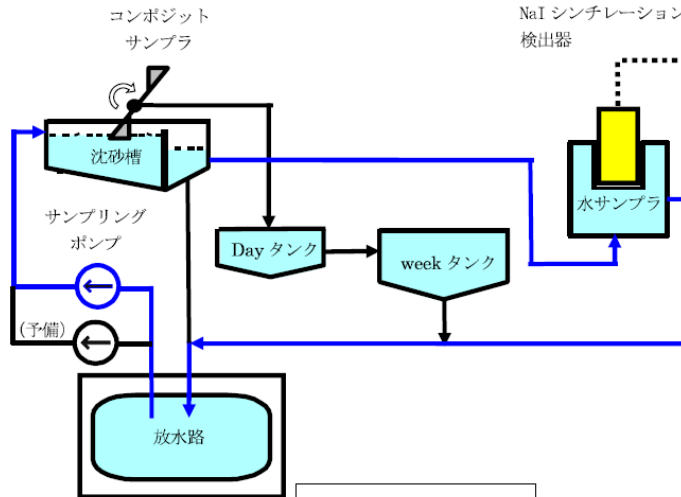 コンポジット
サンプラ
NaI シンチレーション
検出器
沈砂槽
水サンプラ
サンプリング
ポンプ
Day タンク
week タンク
(予備)
放水路